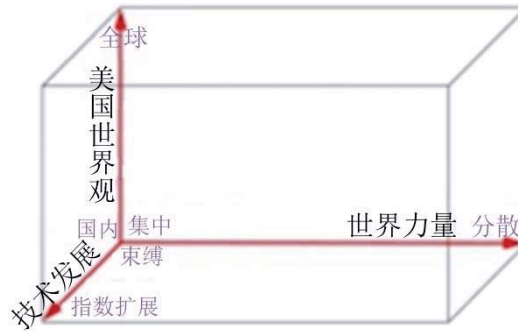 全球
美国世界观
国内
集中
世界力量
分散
束缚
技术发展
指数扩展